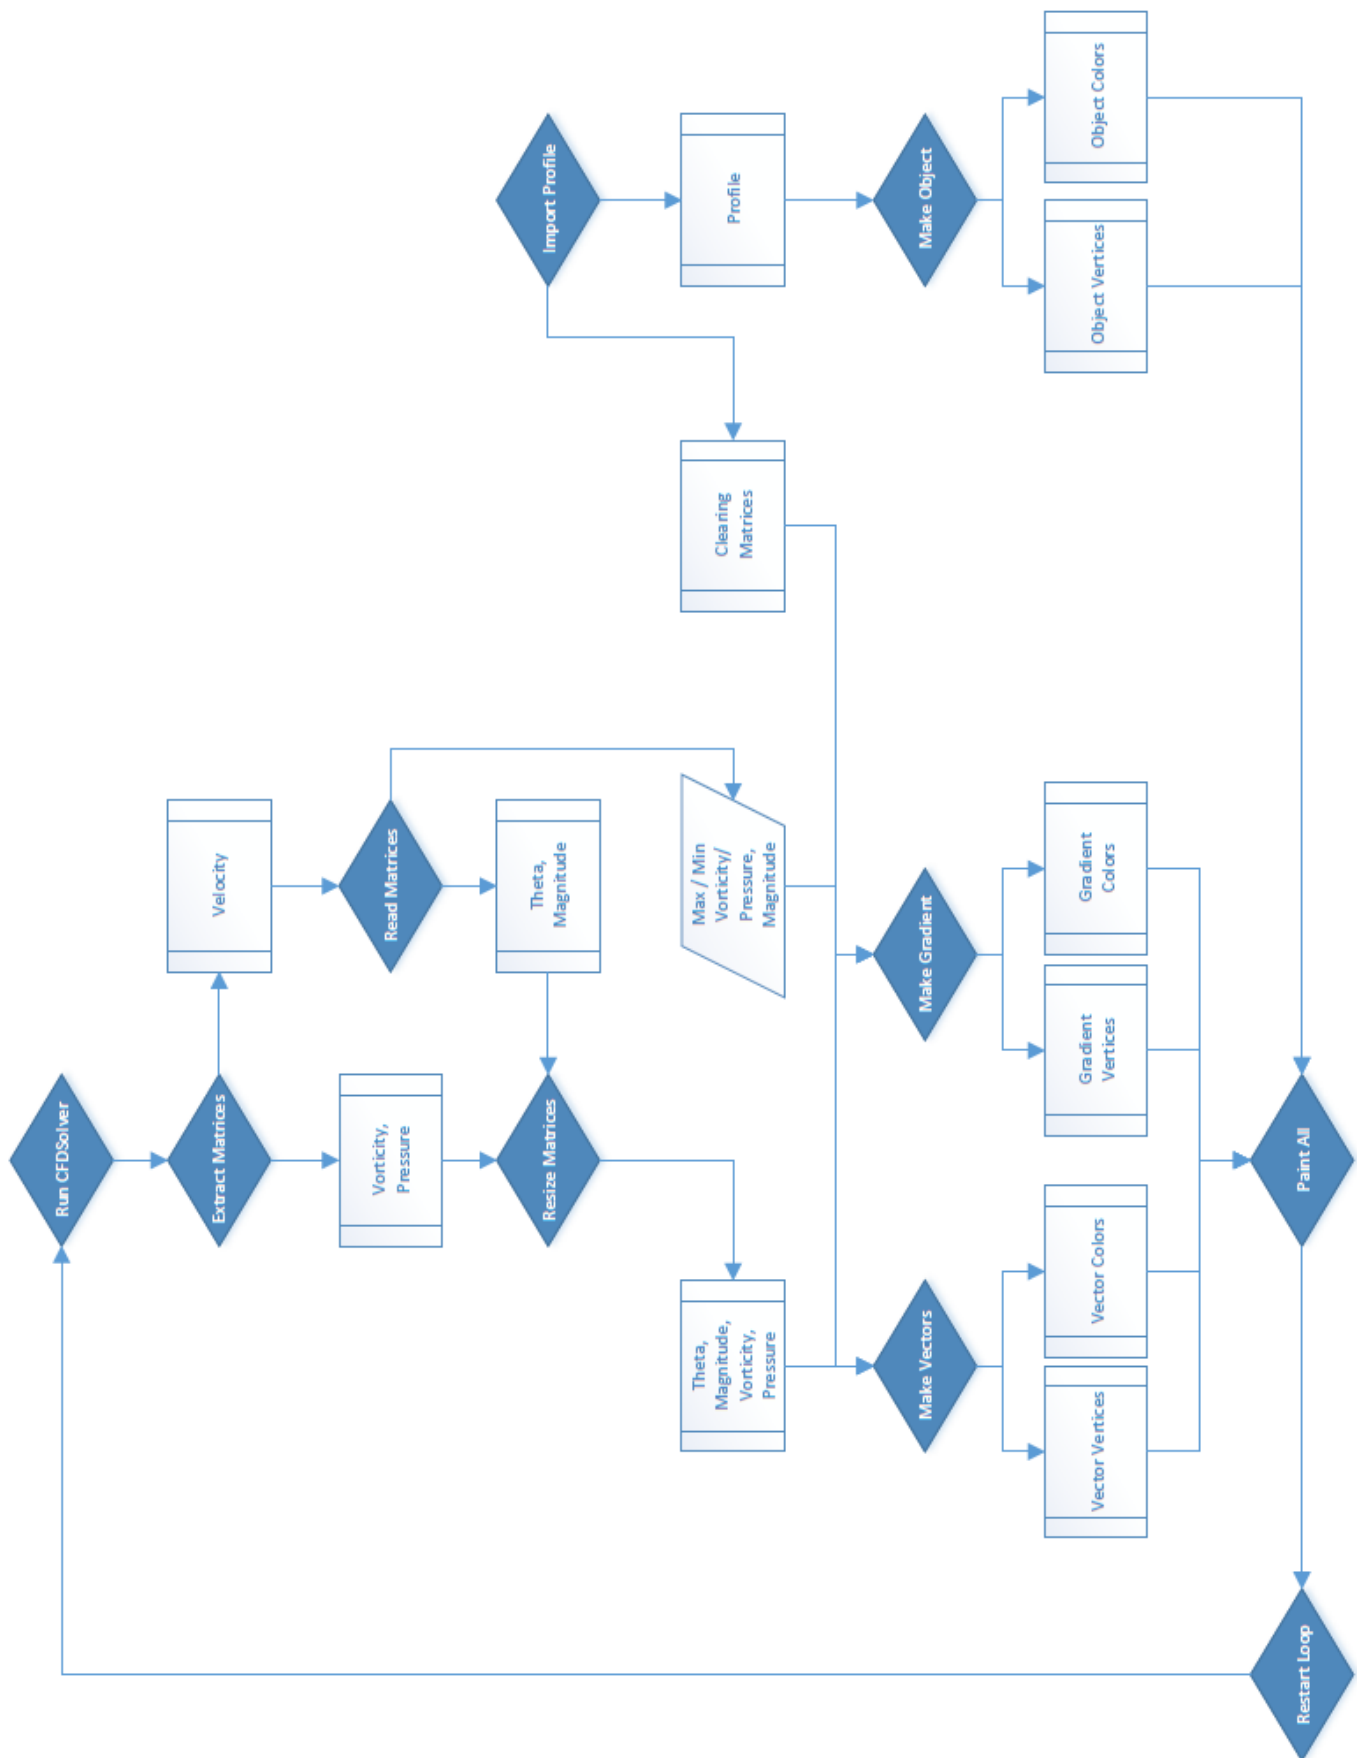 Run CFDSolver
Extract Matrices
Velocity
Vorticity,
Pressure
Read Matrices
Theta,
Magnitude
Resize Matrices
Import Profile
Theta,
Magnitude,
Vorticity,
Pressure
Max / Min
Vorticity/
Pressure,
Magnitude
Clearing
Matrices
Profile
Make Vectors
Make Gradient
Make Object
Vector Vertices
Vector Colors
Gradient
Vertices
Gradient
Colors
Object Vertices
Object Colors
Paint All
Restart Loop